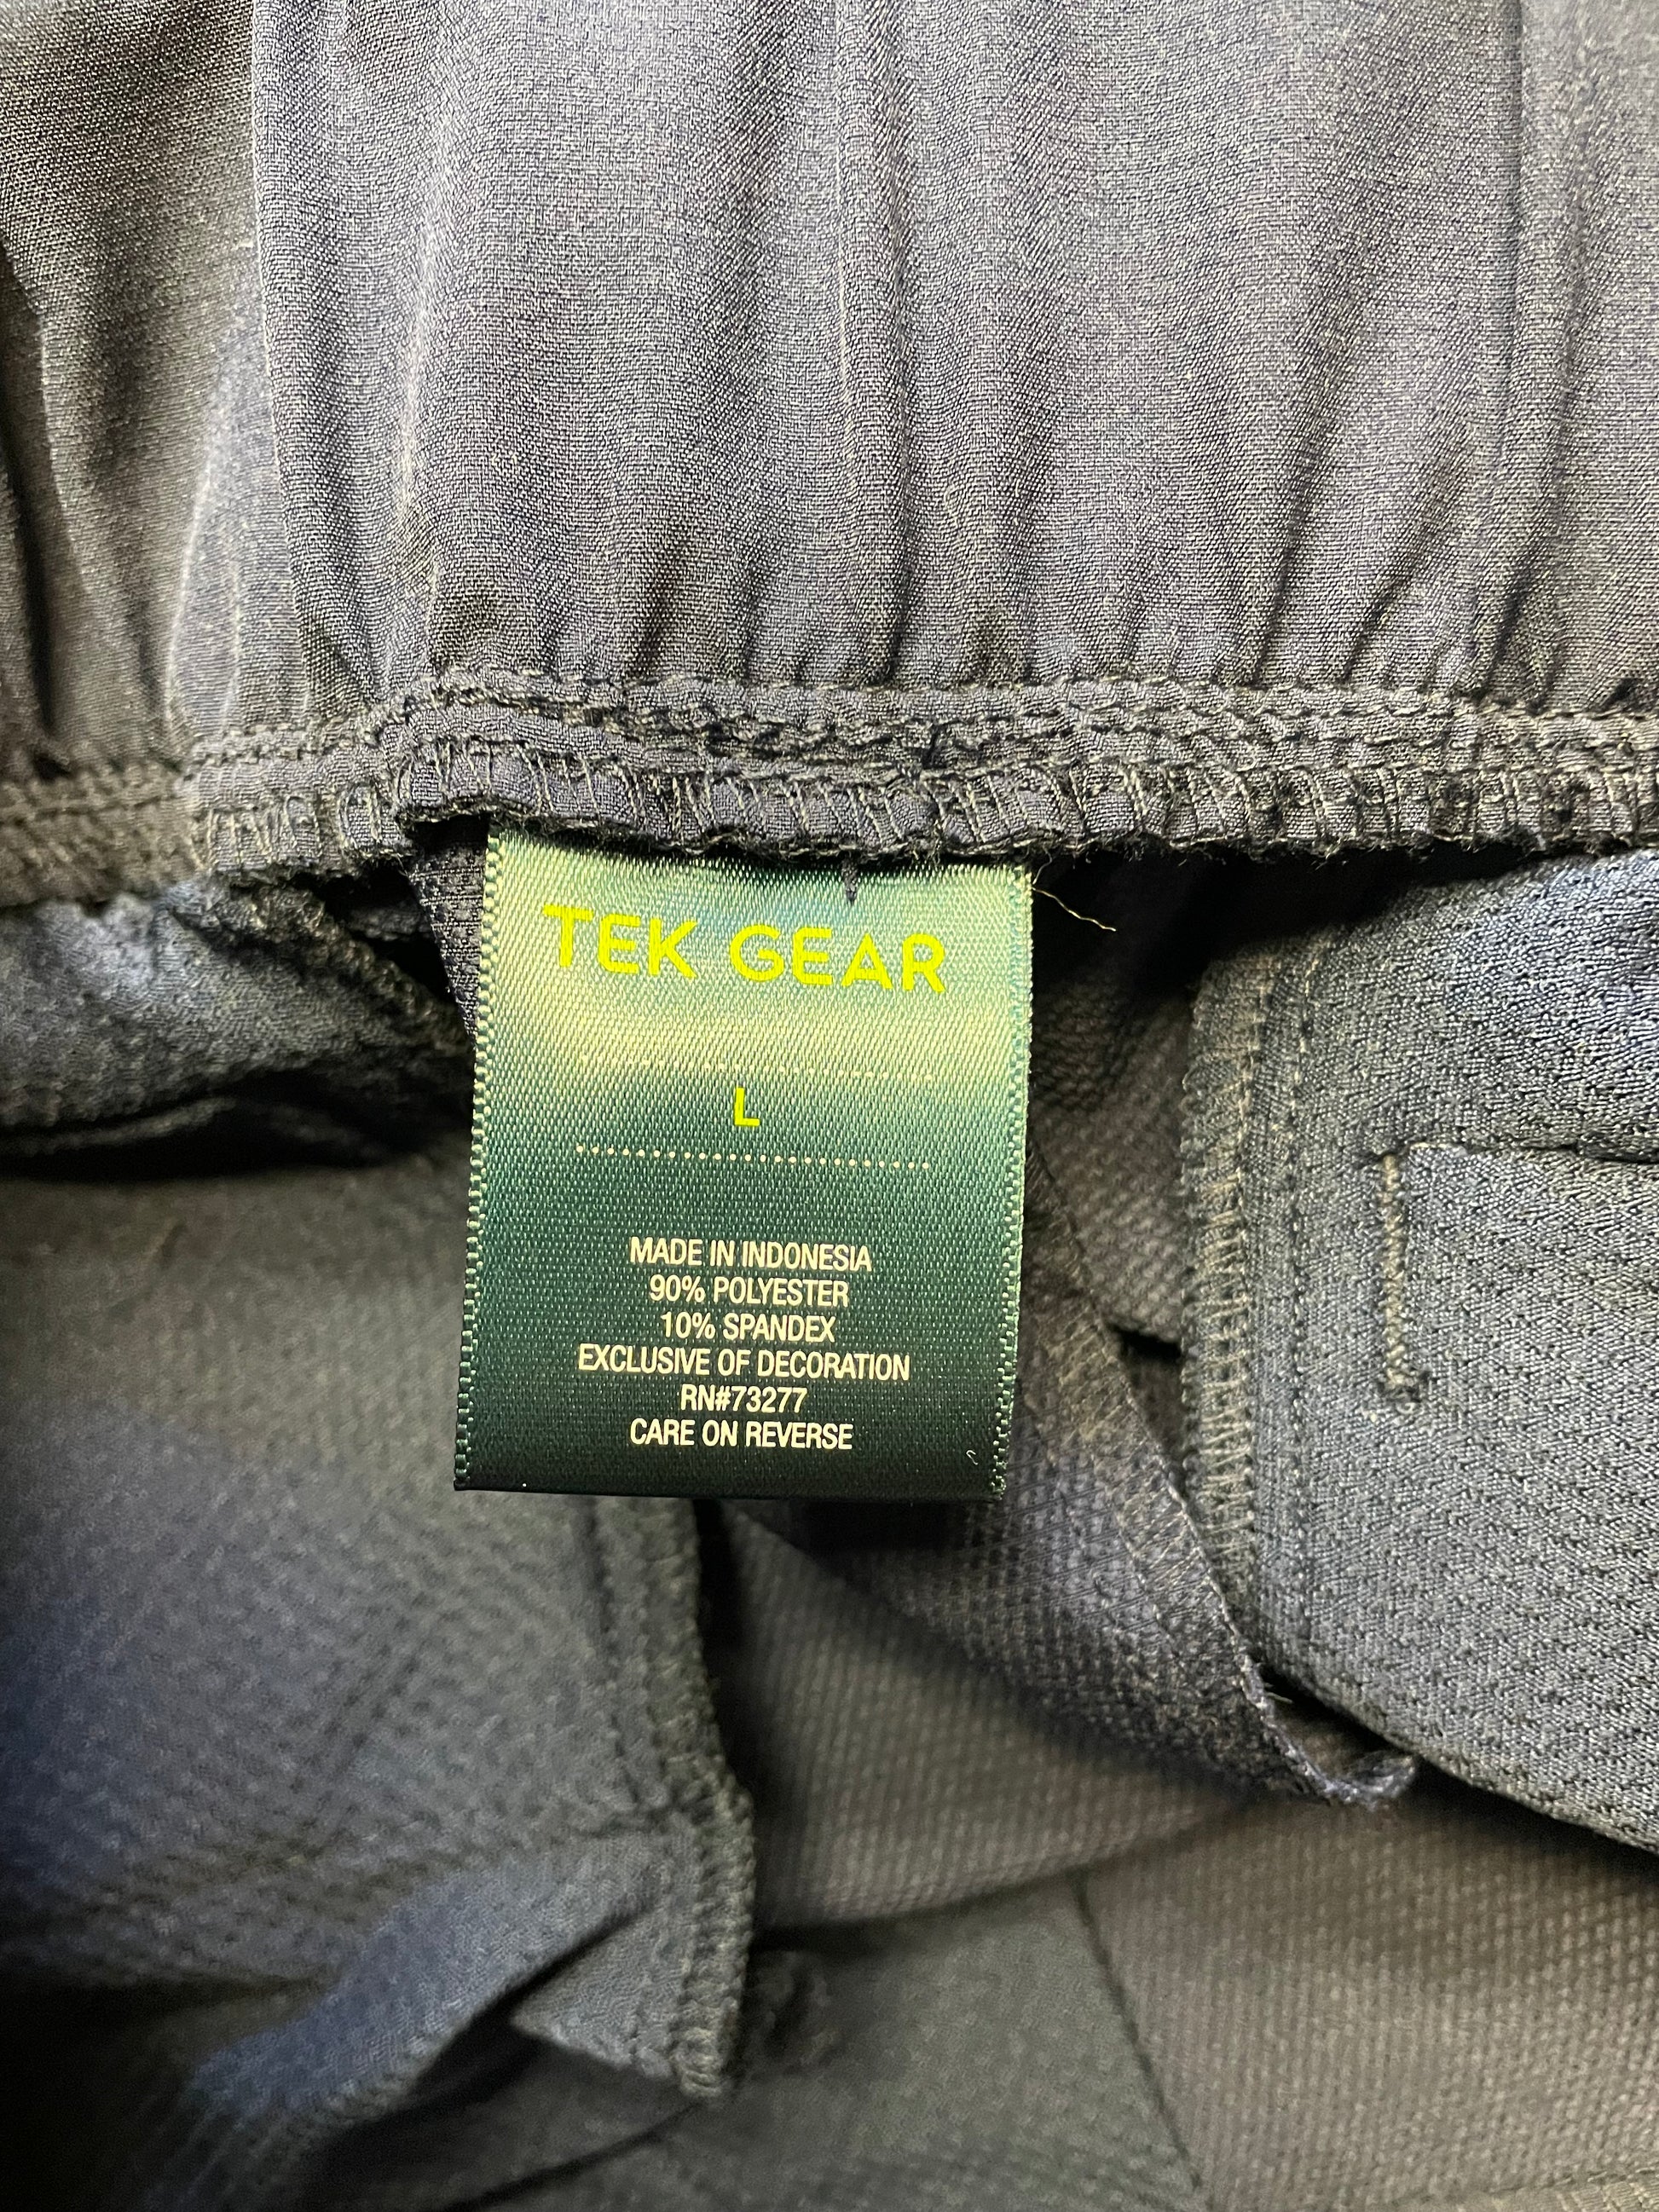 TEK GEAR
L
MADE IN INDONESIA
90% POLYESTER
10% SPANDEX
EXCLUSIVE OF DECORATION
RN#73277
CARE ON REVERSE